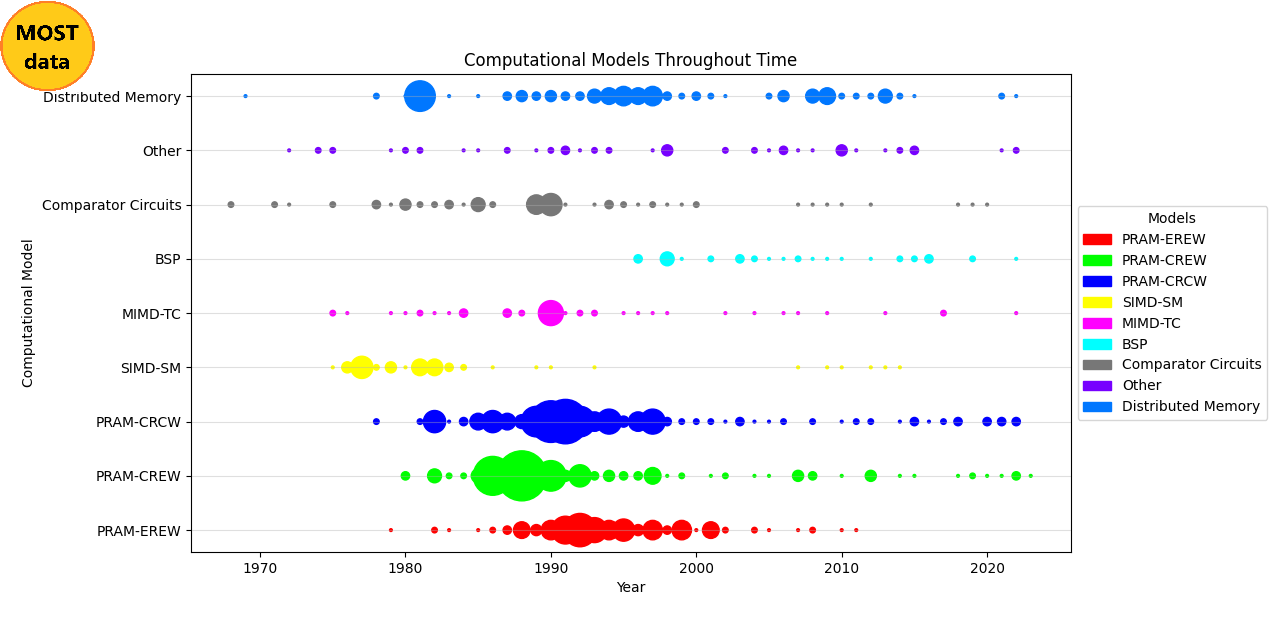 MOST
data
Computational Models Throughout Time
Computational Model
Distributed Memory
Other
Comparator Circuits
BSP
MIMD-TC
SIMD-SM
PRAM-CRCW
PRAM-CREW
PRAM-EREW
1970 1980 1990 2000 2010 2020
Year
Models
PRAM-EREW
PRAM-CREW
PRAM-CRCW
SIMD-SM
MIMD-TC
BSP
Comparator Circuits
Other
Distributed Memory